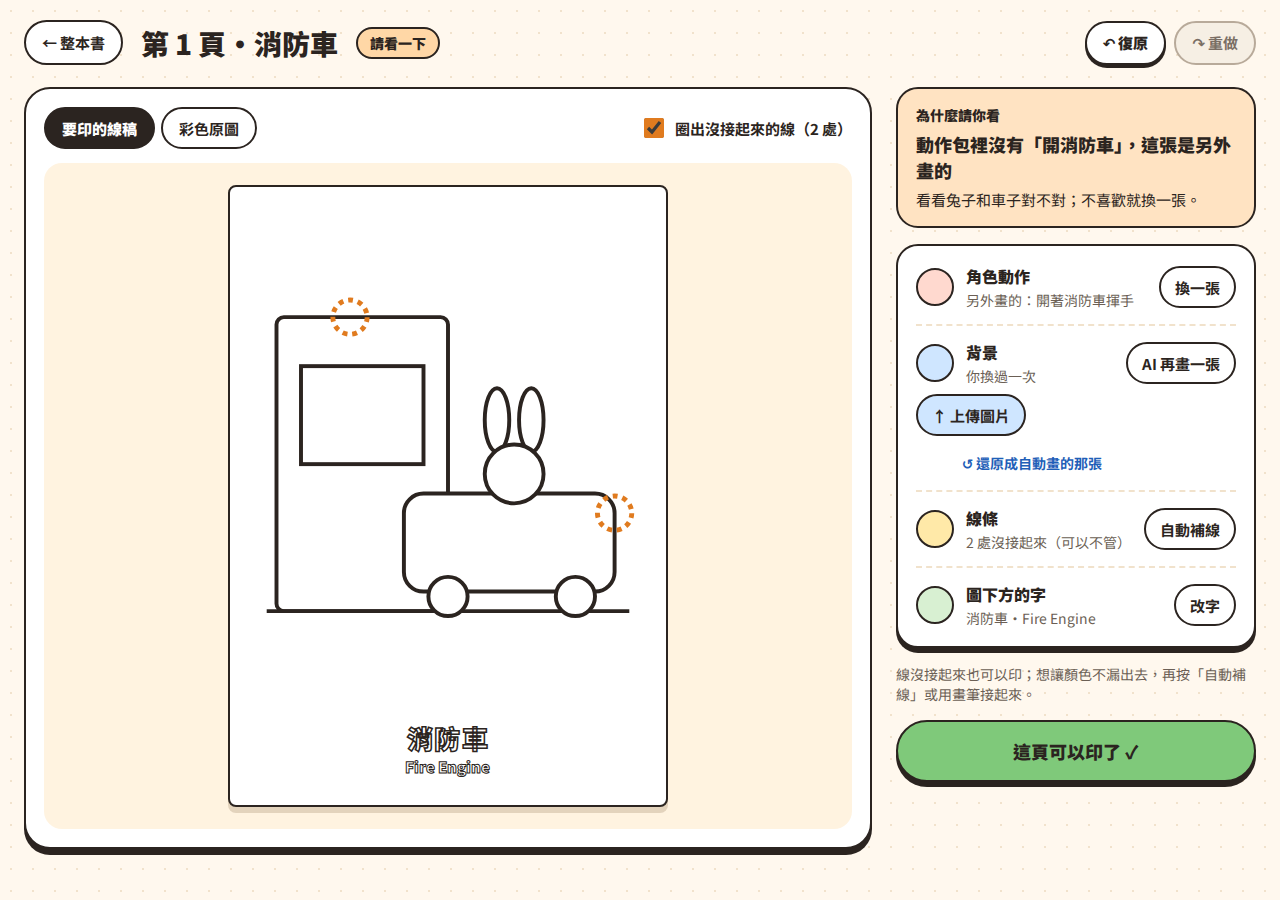 ← 整本書
第 1 頁・消防車
請看一下
↶ 復原
↷ 重做
要印的線稿
彩色原圖
圈出沒接起來的線（2 處）
消防車
Fire Engine
為什麼請你看
動作包裡沒有「開消防車」，這張是另外
畫的
看看兔子和車子對不對；不喜歡就換一張。
角色動作
另外畫的：開著消防車揮手
換一張
背景
你換過一次
AI 再畫一張
↑ 上傳圖片
↺ 還原成自動畫的那張
線條
2 處沒接起來（可以不管）
自動補線
圖下方的字
消防車・Fire Engine
改字
線沒接起來也可以印；想讓顏色不漏出去，再按「自動補
線」或用畫筆接起來。
這頁可以印了 ✓